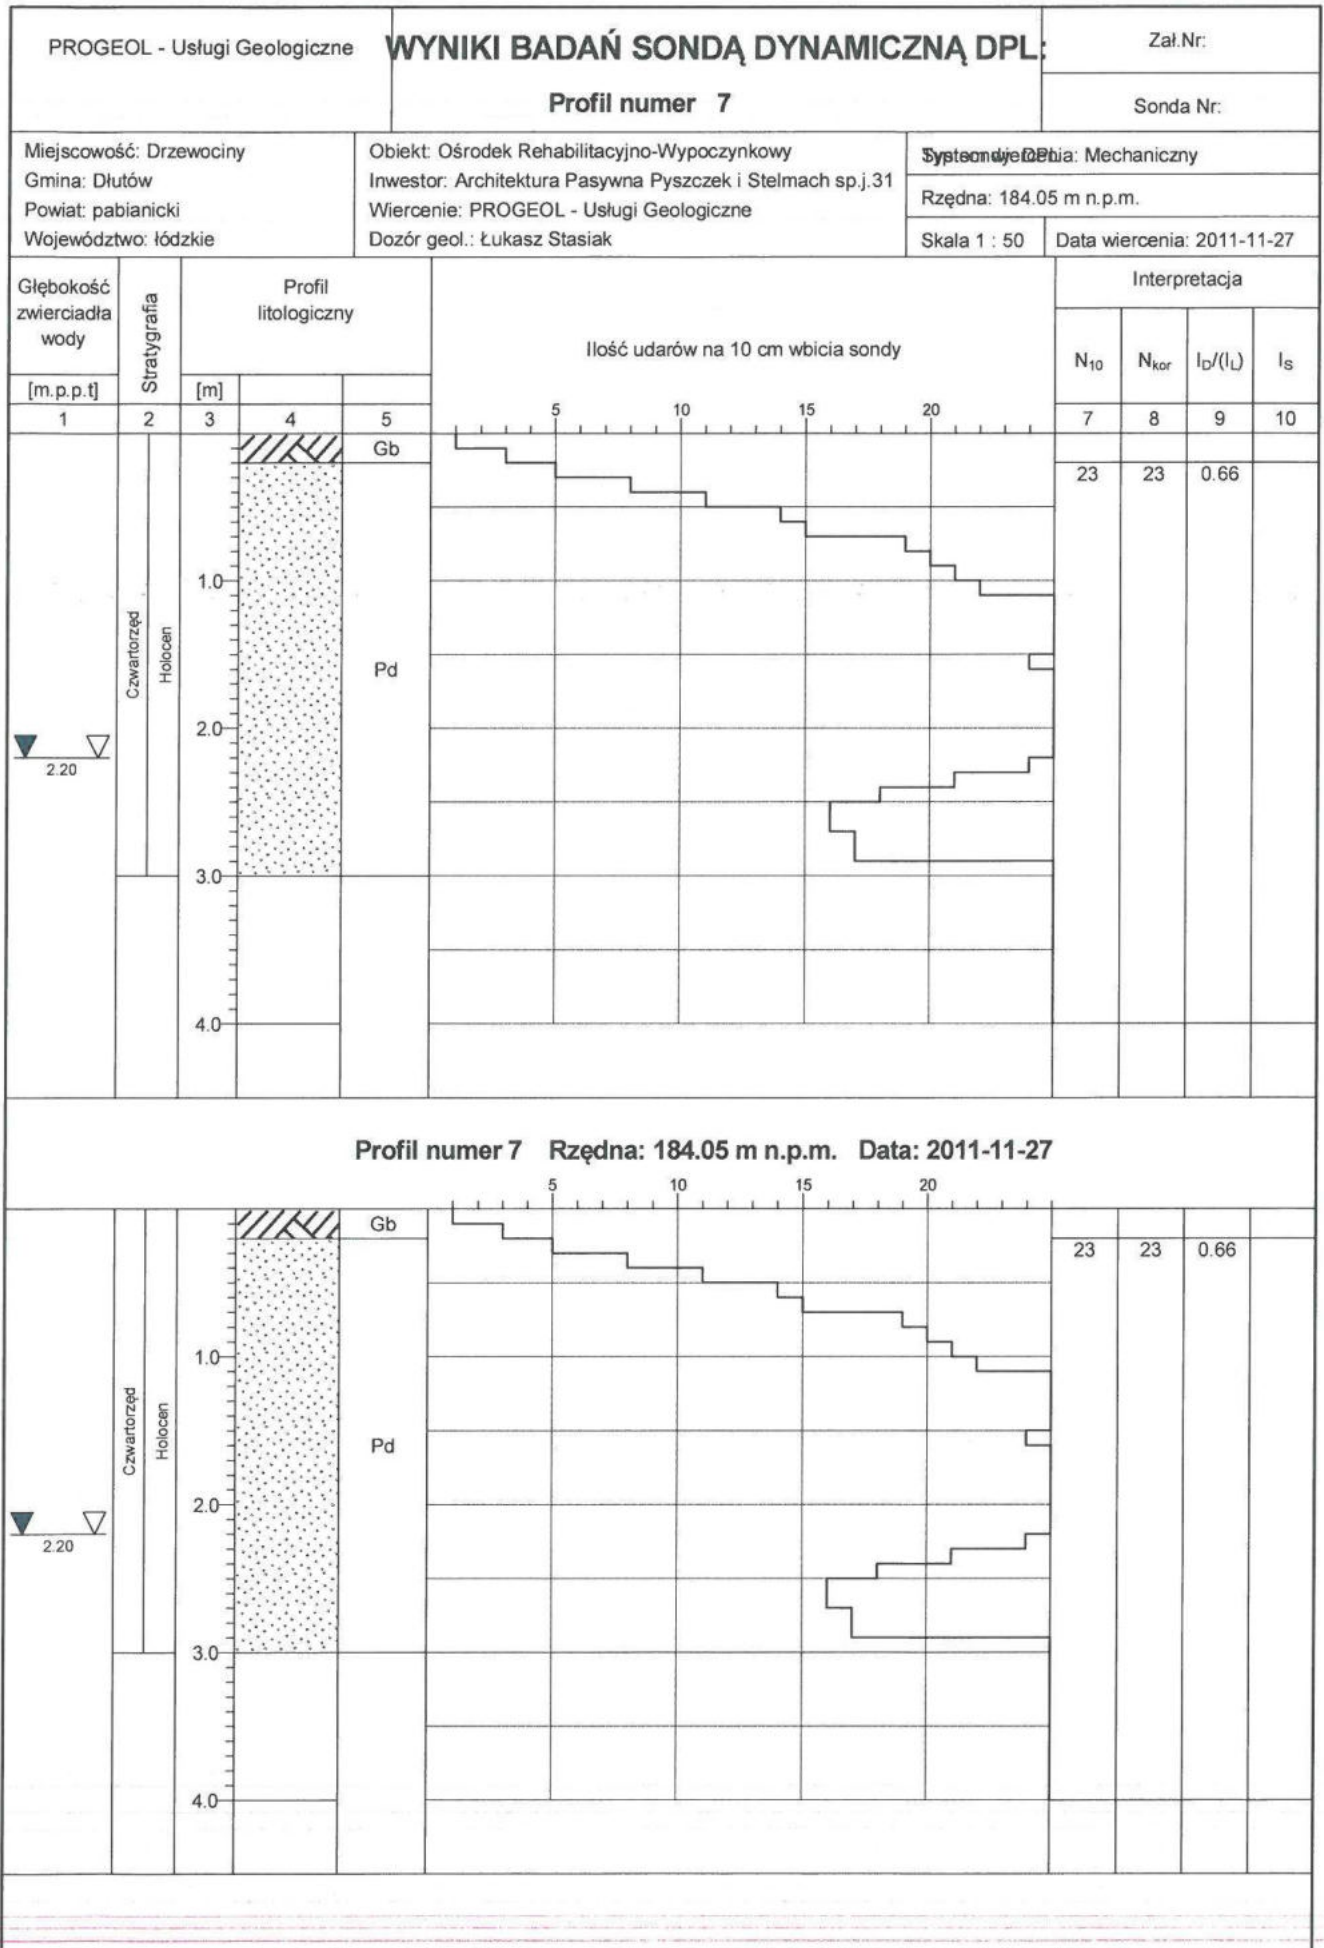 PROGEOL - Usługi Geologiczne
WYNIKI BADAŃ SONDĄ DYNAMICZNĄ DPL:
Profil numer 7
Zał.Nr:
Sonda Nr:
Miejscowość: Drzewociny
Gmina: Dłutów
Powiat: pabianicki
Województwo: łódzkie
Obiekt: Ośrodek Rehabilitacyjno-Wypoczynkowy
Inwestor: Architektura Pasywna Pyszczek i Stelmach sp.j.31
Wiercenie: PROGEOL - Usługi Geologiczne
Dozór geol.: Łukasz Stasiak
Mechaniczny
Rzędna: 184.05 m n.p.m.
Skala 1 : 50
Data wiercenia: 2011-11-27
Głębokość
zwierciadła
wody
[m.p.p.t]
Stratygrafia
Profil
litologiczny
[m]
Ilość udarów na 10 cm wbicia sondy
Interpretacja
N10 Nkor ID/(IL) IS
5 10 15 20
1 2 3 4 5 7 8 9 10
Gb
23 23 0.66
1.0
Czwartorzęd
Holocen
Pd
2.0
2.20
3.0
4.0
Profil numer 7 Rzędna: 184.05 m n.p.m. Data: 2011-11-27
5 10 15 20
Gb
23 23 0.66
1.0
Czwartorzęd
Holocen
Pd
2.0
2.20
3.0
4.0